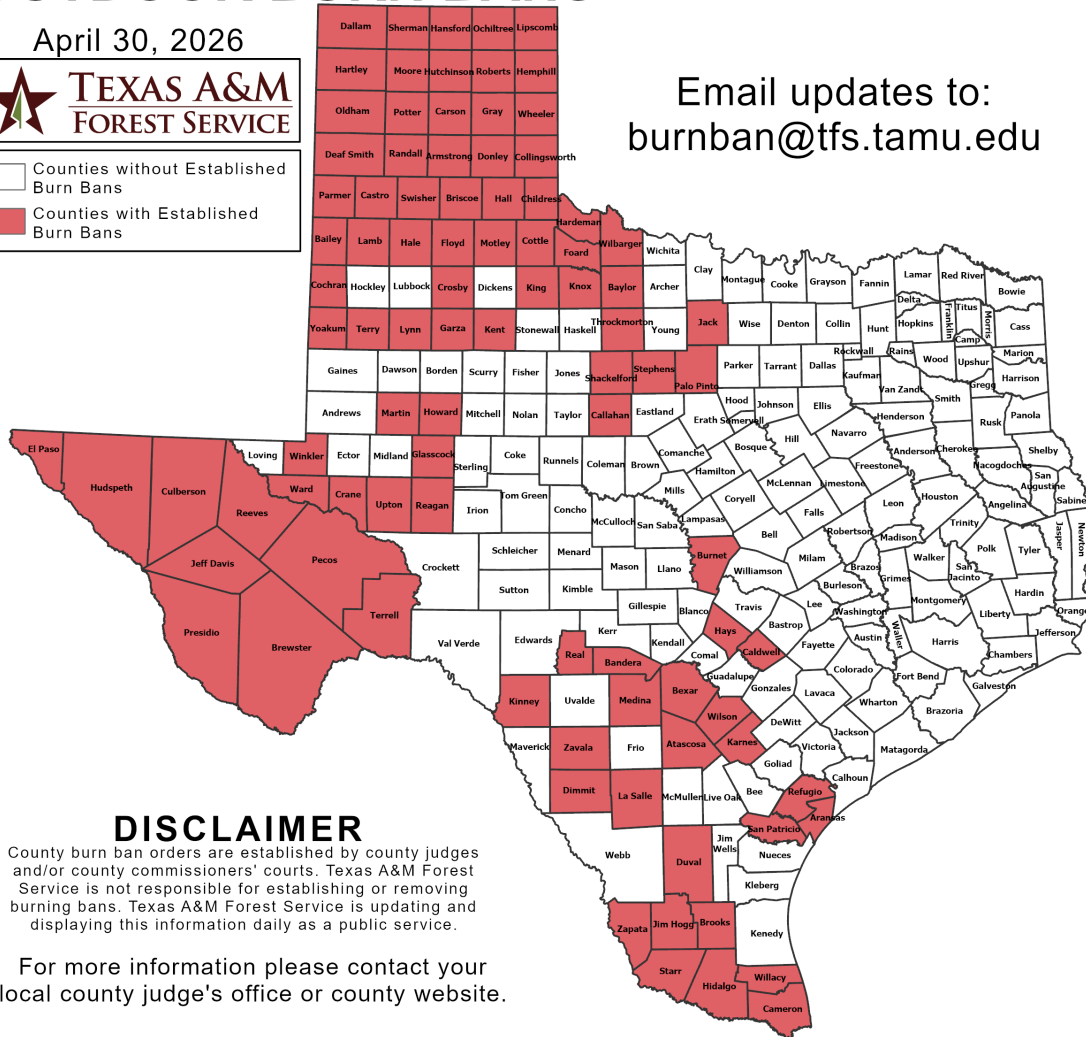 April 30, 2026
TEXAS A&M
FOREST SERVICE
Counties without Established
Burn Bans
Counties with Established
Burn Bans
Email updates to:
burnban@tfs.tamu.edu
Dallam Sherman Hansford Ochiltree Lipscomb
Hartley Moore Hutchinson Roberts Hemphill
Oldham Potter Carson Gray Wheeler
Deaf Smith Randall Armstrong Donley Collingsworth
Parmer Castro Swisher Briscoe Hall Childress
Hardeman
Bailey Lamb Hale Floyd Motley Cottle Foard Wilbarger Wichita
Clay Montague Cooke Grayson Fannin Lamar Red River Bowie
Cochran Hockley Lubbock Crosby Dickens King Knox Baylor Archer
Delta Franklin Titus Morris Cass
Yoakum Terry Lynn Garza Kent Stonewall Haskell Throckmorton Young Jack Wise Denton Collin Hunt Hopkins Camp
Rockwall Rains Wood Upshur Marion
Gaines Dawson Borden Scurry Fisher Jones Shackelford Stephens Palo Pinto Parker Tarrant Dallas Kaufman Van Zandt Smith Gregg Harrison
Andrews Martin Howard Mitchell Nolan Taylor Callahan Eastland Erath Hood Somervell Johnson Ellis Henderson Rusk Panola
El Paso Hudspeth Culberson Reeves Loving Winkler Ector Midland Glasscock Sterling Coke Runnels Coleman Brown Comanche Hamilton Bosque Hill Navarro Freestone Anderson Cherokee Nacogdoches Shelby
San
Augustine
Sabine
Ward Crane Upton Reagan Irion Tom Green Concho McCulloch San Saba Mills Lampasas Coryell McLennan Limestone Falls Leon Houston Angelina
Trinity Polk Tyler Jasper Newton
Jeff Davis Pecos Terrell Crockett Schleicher Menard Mason Llano Burnet Bell Milam Robertson Madison Walker
San
Jacinto
Williamson Brazos Grimes Burleson Montgomery Liberty Hardin Orange
Presidio Brewster Val Verde Sutton Kimble Gillespie Blanco Travis Lee Washington Waller Harris Jefferson
Edwards Kerr Kendall Hays Bastrop Fayette Austin Chambers
Real Bandera Comal Caldwell Guadalupe Gonzales Colorado Fort Bend Galveston
Kinney Uvalde Medina Bexar Wilson Lavaca Wharton Brazoria
Maverick Zavala Frio Atascosa Karnes DeWitt Victoria Jackson Matagorda
Dimmit La Salle McMullen Live Oak Bee Goliad Refugio Calhoun
Aransas
San Patricio
Webb Duval
Jim
Wells
Nueces
Kleberg
Zapata Jim Hogg Brooks Kenedy
Starr Hidalgo Willacy
Cameron
DISCLAIMER
County burn ban orders are established by county judges
and/or county commissioners' courts. Texas A&M Forest
Service is not responsible for establishing or removing
burning bans. Texas A&M Forest Service is updating and
displaying this information daily as a public service.
For more information please contact your
local county judge's office or county website.